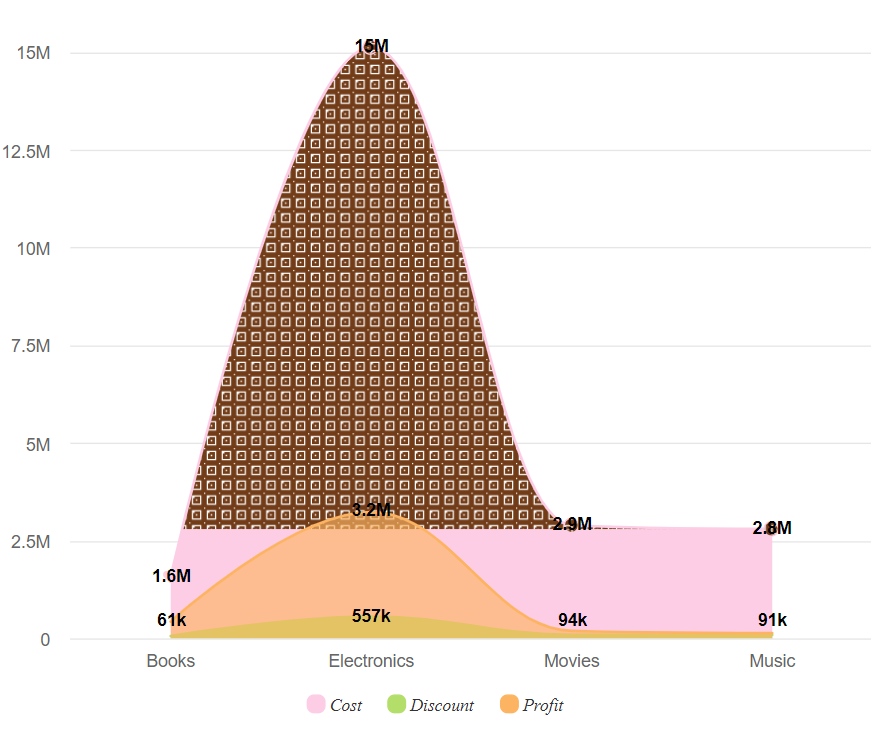 15M
15M
12.5M
10M
7.5M
5M
3.2M
2.9M
2.8M
2.5M
1.6M
61k
557k
94k
91k
0
Books Electronics Movies Music
Cost Discount Profit